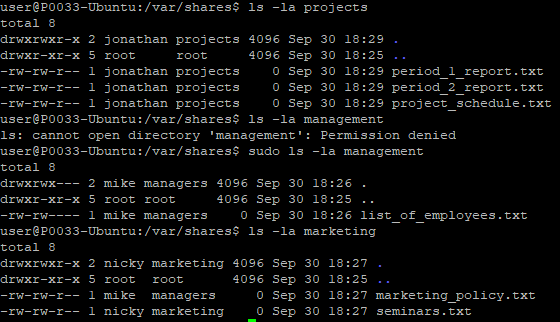 user@P0033-Ubuntu:/var/shares$ ls -la projects
total 8
drwxrwxr-x 2 jonathan projects 4096 Sep 30 18:29 .
drwxr-xr-x 5 root     root     4096 Sep 30 18:25 ..
-rw-rw-r-- 1 jonathan projects    0 Sep 30 18:29 period_1_report.txt
-rw-rw-r-- 1 jonathan projects    0 Sep 30 18:29 period_2_report.txt
-rw-rw-r-- 1 jonathan projects    0 Sep 30 18:29 project_schedule.txt
user@P0033-Ubuntu:/var/shares$ ls -la management
ls: cannot open directory 'management': Permission denied
user@P0033-Ubuntu:/var/shares$ sudo ls -la management
total 8
drwxrwx--- 2 mike managers 4096 Sep 30 18:26 .
drwxr-xr-x 5 root root     4096 Sep 30 18:25 ..
-rw-rw---- 1 mike managers    0 Sep 30 18:26 list_of_employees.txt
user@P0033-Ubuntu:/var/shares$ ls -la marketing
total 8
drwxrwxr-x 2 nicky marketing 4096 Sep 30 18:27 .
drwxr-xr-x 5 root  root      4096 Sep 30 18:25 ..
-rw-rw-r-- 1 mike  managers     0 Sep 30 18:27 marketing_policy.txt
-rw-rw-r-- 1 nicky marketing    0 Sep 30 18:27 seminars.txt